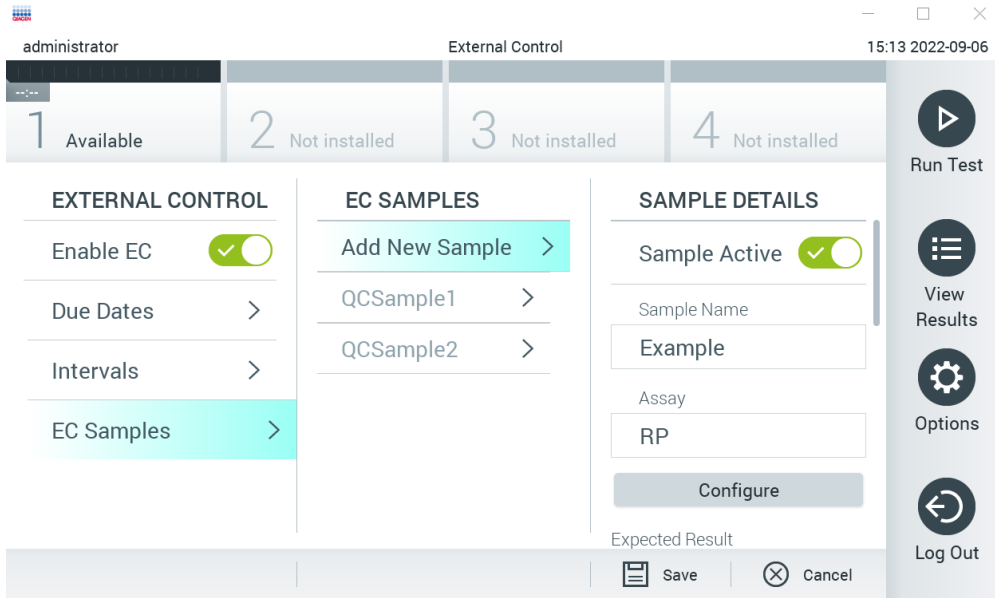 QIAGEN
administrator
External Control
15:13 2022-09-06
--:--
1 Available
2 Not installed
3 Not installed
4 Not installed
Run Test
View
Results
Options
Log Out
EXTERNAL CONTROL
Enable EC
Due Dates
Intervals
EC Samples
EC SAMPLES
Add New Sample
QCSample1
QCSample2
SAMPLE DETAILS
Sample Active
Sample Name
Example
Assay
RP
Configure
Expected Result
Save
Cancel